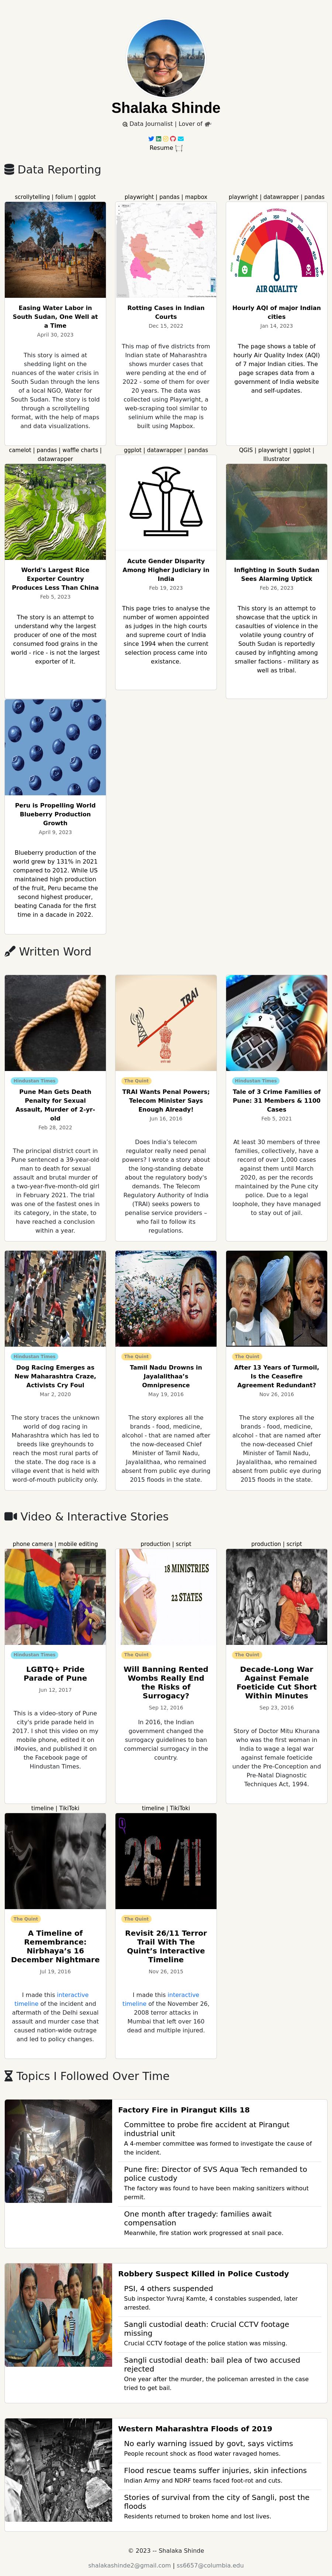 Shalaka Shinde
Data Journalist | Lover of
Resume
Data Reporting
scrollytelling | folium | ggplot
Easing Water Labor in
South Sudan, One Well at
a Time
April 30, 2023
This story is aimed at
shedding light on the
nuances of the water crisis in
South Sudan through the lens
of a local NGO, Water for
South Sudan. The story is told
through a scrollytelling
format, with the help of maps
and data visualizations.
playwright | pandas | mapbox
Rotting Cases in Indian
Courts
Dec 15, 2022
This map of five districts from
Indian state of Maharashtra
shows murder cases that
were pending at the end of
2022 - some of them for over
20 years. The data was
collected using Playwright, a
web-scraping tool similar to
selinium while the map is
built using Mapbox.
playwright | datawrapper | pandas
AIR QUALITY
Hourly AQI of major Indian
cities
Jan 14, 2023
The page shows a table of
hourly Air Quality Index (AQI)
of 7 major Indian cities. The
page scrapes data from a
government of India website
and self-updates.
camelot | pandas | waffle charts |
datawrapper
World's Largest Rice
Exporter Country
Produces Less Than China
Feb 5, 2023
The story is an attempt to
understand why the largest
producer of one of the most
consumed food grains in the
world - rice - is not the largest
exporter of it.
ggplot | datawrapper | pandas
Acute Gender Disparity
Among Higher Judiciary in
India
Feb 19, 2023
This page tries to analyse the
number of women appointed
as judges in the high courts
and supreme court of India
since 1994 when the current
selection process came into
existance.
QGIS | playwright | ggplot |
illustrator
Infighting in South Sudan
Sees Alarming Uptick
Feb 26, 2023
This story is an attempt to
showcase that the uptick in
casaulties of violence in the
volatile young country of
South Sudan is reportedly
caused by infighting among
smaller factions - military as
well as tribal.
Peru is Propelling World
Blueberry Production
Growth
April 9, 2023
Blueberry production of the
world grew by 131% in 2021
compared to 2012. While US
maintained high production
of the fruit, Peru became the
second highest producer,
beating Canada for the first
time in a dacade in 2022.
Written Word
Hindustan Times
Pune Man Gets Death
Penalty for Sexual
Assault, Murder of 2-yr-
old
Feb 28, 2022
The principal district court in
Pune sentenced a 39-year-old
man to death for sexual
assault and brutal murder of
a two-year-five-month-old girl
in February 2021. The trial
was one of the fastest ones in
its category, in the state, to
have reached a conclusion
within a year.
TRAI
The Quint
TRAI Wants Penal Powers;
Telecom Minister Says
Enough Already!
Jun 16, 2016
Does India's telecom
regulator really need penal
powers? I wrote a story about
the long-standing debate
about the regulatory body's
demands. The Telecom
Regulatory Authority of India
(TRAI) seeks powers to
penalise service providers –
who fail to follow its
regulations.
Hindustan Times
Tale of 3 Crime Families of
Pune: 31 Members & 1100
Cases
Feb 5, 2021
At least 30 members of three
families, collectively, have a
record of over 1,000 cases
against them until March
2020, as per the records
maintained by the Pune city
police. Due to a legal
loophole, they have managed
to stay out of jail.
Hindustan Times
Dog Racing Emerges as
New Maharashtra Craze,
Activists Cry Foul
Mar 2, 2020
The story traces the unknown
world of dog racing in
Maharashtra which has led to
breeds like greyhounds to
reach the most rural parts of
the state. The dog race is a
village event that is held with
word-of-mouth publicity only.
The Quint
Tamil Nadu Drowns in
Jayalalithaa's
Omnipresence
May 19, 2016
The story explores all the
brands - food, medicine,
alcohol - that are named after
the now-deceased Chief
Minister of Tamil Nadu,
Jayalalithaa, who remained
absent from public eye during
2015 floods in the state.
The Quint
After 13 Years of Turmoil,
Is the Ceasefire
Agreement Redundant?
Nov 26, 2016
The story explores all the
brands - food, medicine,
alcohol - that are named after
the now-deceased Chief
Minister of Tamil Nadu,
Jayalalithaa, who remained
absent from public eye during
2015 floods in the state.
Video & Interactive Stories
phone camera | mobile editing
Hindustan Times
LGBTQ+ Pride
Parade of Pune
Jun 12, 2017
This is a video-story of Pune
city's pride parade held in
2017. I shot this video on my
mobile phone, edited it on
iMovies, and published it on
the Facebook page of
Hindustan Times.
production | script
18 MINISTRIES
22 STATES
The Quint
Will Banning Rented
Wombs Really End
the Risks of
Surrogacy?
Sep 12, 2016
In 2016, the Indian
government changed the
surrogacy guidelines to ban
commercial surrogacy in the
country.
production | script
The Quint
Decade-Long War
Against Female
Foeticide Cut Short
Within Minutes
Sep 23, 2016
Story of Doctor Mitu Khurana
who was the first woman in
India to wage a legal war
against female foeticide
under the Pre-Conception and
Pre-Natal Diagnostic
Techniques Act, 1994.
timeline | TikiToki
The Quint
A Timeline of
Remembrance:
Nirbhaya's 16
December Nightmare
Jul 19, 2016
I made this interactive
timeline of the incident and
aftermath of the Delhi sexual
assault and murder case that
caused nation-wide outrage
and led to policy changes.
timeline | TikiToki
26/11
The Quint
Revisit 26/11 Terror
Trail With The
Quint's Interactive
Timeline
Nov 26, 2015
I made this interactive
timeline of the November 26,
2008 terror attacks in
Mumbai that left over 160
dead and multiple injured.
Topics I Followed Over Time
Factory Fire in Pirangut Kills 18
Committee to probe fire accident at Pirangut
industrial unit
A 4-member committee was formed to investigate the cause of
the incident.
Pune fire: Director of SVS Aqua Tech remanded to
police custody
The factory was found to have been making sanitizers without
permit.
One month after tragedy: families await
compensation
Meanwhile, fire station work progressed at snail pace.
Robbery Suspect Killed in Police Custody
PSI, 4 others suspended
Sub inspector Yuvraj Kamte, 4 constables suspended, later
arrested.
Sangli custodial death: Crucial CCTV footage
missing
Crucial CCTV footage of the police station was missing.
Sangli custodial death: bail plea of two accused
rejected
One year after the murder, the policeman arrested in the case
tried to get bail.
Western Maharashtra Floods of 2019
No early warning issued by govt, says victims
People recount shock as flood water ravaged homes.
Flood rescue teams suffer injuries, skin infections
Indian Army and NDRF teams faced foot-rot and cuts.
Stories of survival from the city of Sangli, post the
floods
Residents returned to broken home and lost lives.
© 2023 -- Shalaka Shinde
shalakashinde2@gmail.com | ss6657@columbia.edu